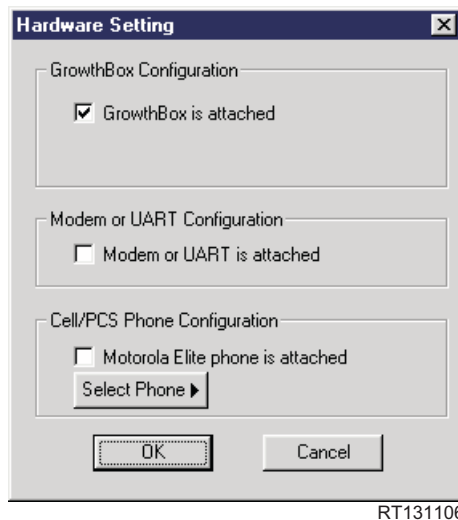 Hardware Setting
GrowthBox Configuration
GrowthBox is attached
Modem or UART Configuration
Modem or UART is attached
Cell/PCS Phone Configuration
Motorola Elite phone is attached
Select Phone
OK Cancel
RT131106